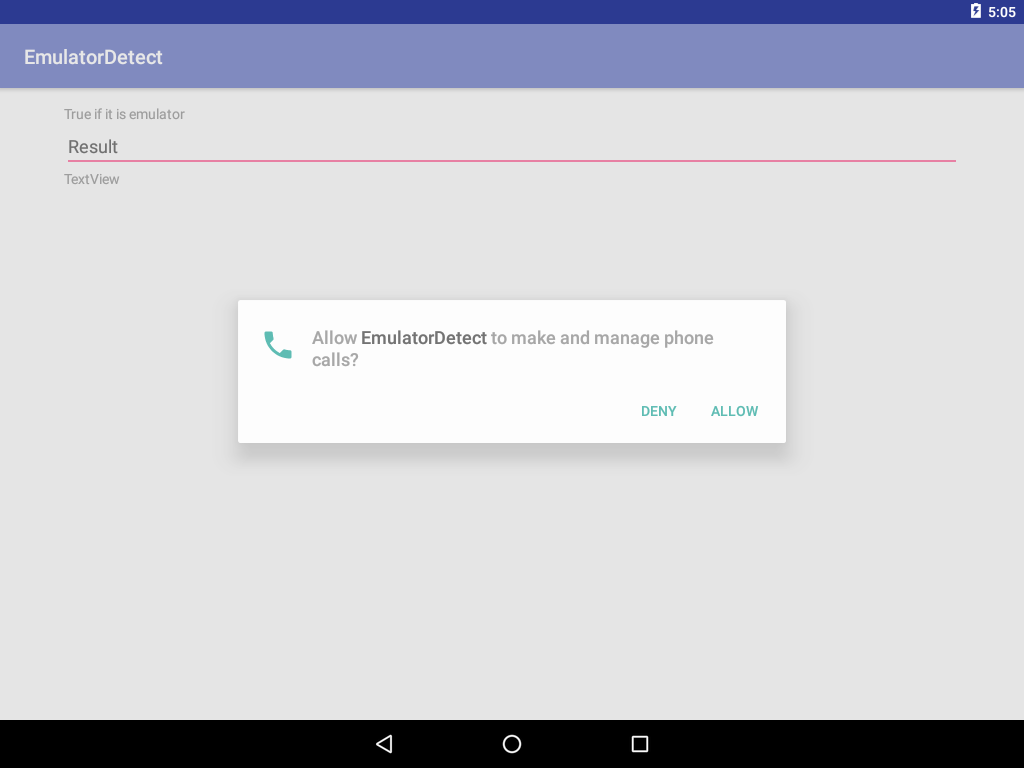 5:05
EmulatorDetect
True if it is emulator
Result
TextView
Allow EmulatorDetect to make and manage phone
calls?
DENY ALLOW